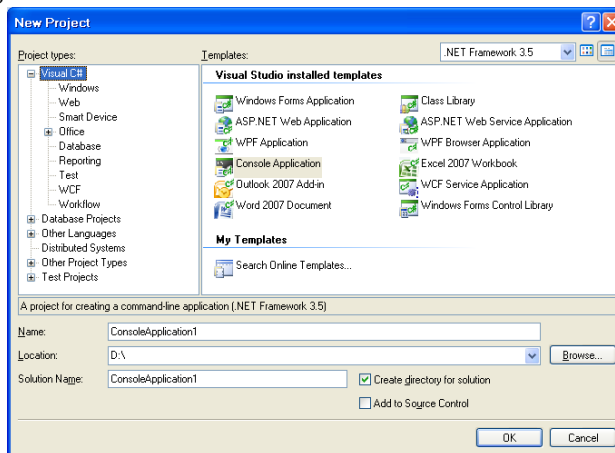 New Project
Project types:
Templates:
.NET Framework 3.5
Visual C#
Windows
Web
Smart Device
Office
Database
Reporting
Test
WCF
Workflow
Database Projects
Other Languages
Distributed Systems
Other Project Types
Test Projects
Visual Studio installed templates
Windows Forms Application
Class Library
ASP.NET Web Application
ASP.NET Web Service Application
WPF Application
WPF Browser Application
Console Application
Excel 2007 Workbook
Outlook 2007 Add-in
WCF Service Application
Word 2007 Document
Windows Forms Control Library
My Templates
Search Online Templates...
A project for creating a command-line application (.NET Framework 3.5)
Name:
ConsoleApplication1
Location:
D:\
Browse...
Solution Name:
ConsoleApplication1
Create directory for solution
Add to Source Control
OK
Cancel